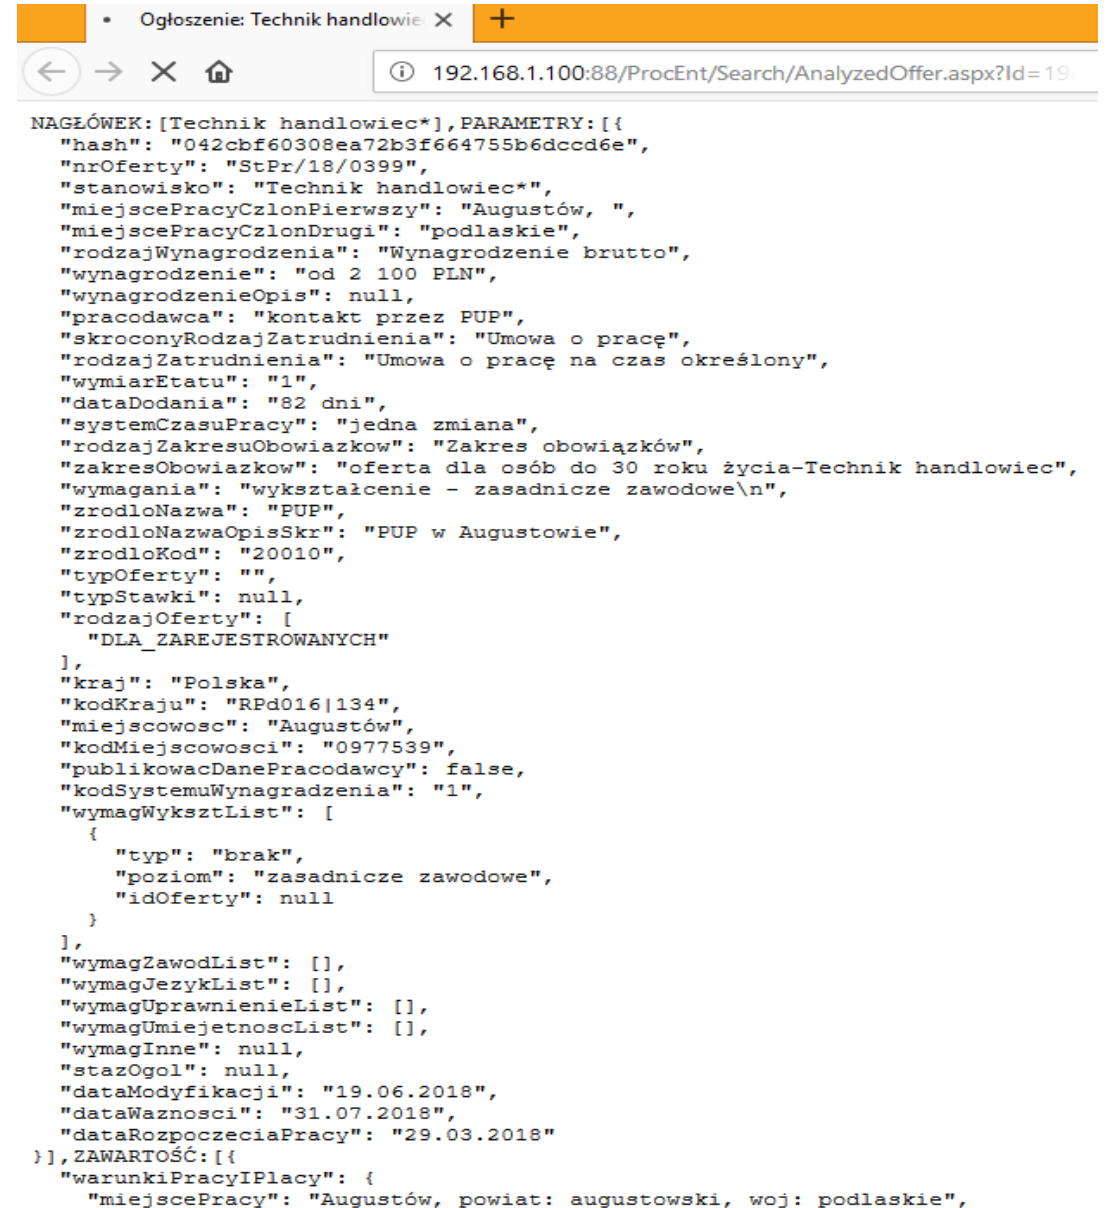 Ogłoszenie: Technik handlowie
192.168.1.100:88/ProcEnt/Search/AnalyzedOffer.aspx?Id=19
NAGŁÓWEK:[Technik handlowiec*],PARAMETRY:[{
"hash": "042cbf60308ea72b3f664755b6dccd6e",
"nrOferty": "StPr/18/0399",
"stanowisko": "Technik handlowiec*",
"miejscePracyCzlonPierwszy": "Augustów, ",
"miejscePracyCzlonDrugi": "podlaskie",
"rodzajWynagrodzenia": "Wynagrodzenie brutto",
"wynagrodzenie": "od 2 100 PLN",
"wynagrodzenieOpis": null,
"pracodawca": "kontakt przez PUP",
"skroconyRodzajZatrudnienia": "Umowa o pracę",
"rodzajZatrudnienia": "Umowa o pracę na czas określony",
"wymiarEtatu": "1",
"dataDodania": "82 dni",
"systemCzasuPracy": "jedna zmiana",
"rodzajZakresuObowiazkow": "Zakres obowiązków",
"zakresObowiazkow": "oferta dla osób do 30 roku życia-Technik handlowiec",
"wymagania": "wykształcenie - zasadnicze zawodowe\n",
"zrodloNazwa": "PUP",
"zrodloNazwaOpisSkr": "PUP w Augustowie",
"zrodloKod": "20010",
"typOferty": "",
"typStawki": null,
"rodzajOferty": [
"DLA_ZAREJESTROWANYCH"
],
"kraj": "Polska",
"kodKraju": "RPd016|134",
"miejscowosc": "Augustów",
"kodMiejscowosci": "0977539",
"publikowacDanePracodawcy": false,
"kodSystemuWynagradzenia": "1",
"wymagWyksztList": [
{
"typ": "brak",
"poziom": "zasadnicze zawodowe",
"idOferty": null
}
],
"wymagZawodList": [],
"wymagJezykList": [],
"wymagUprawnienieList": [],
"wymagUmiejetnoscList": [],
"wymagInne": null,
"stazOgol": null,
"dataModyfikacji": "19.06.2018",
"dataWaznosci": "31.07.2018",
"dataRozpoczeciaPracy": "29.03.2018"
}],ZAWARTOŚĆ:[{
"warunkiPracyIPlacy": {
"miejscePracy": "Augustów, powiat: augustowski, woj: podlaskie",